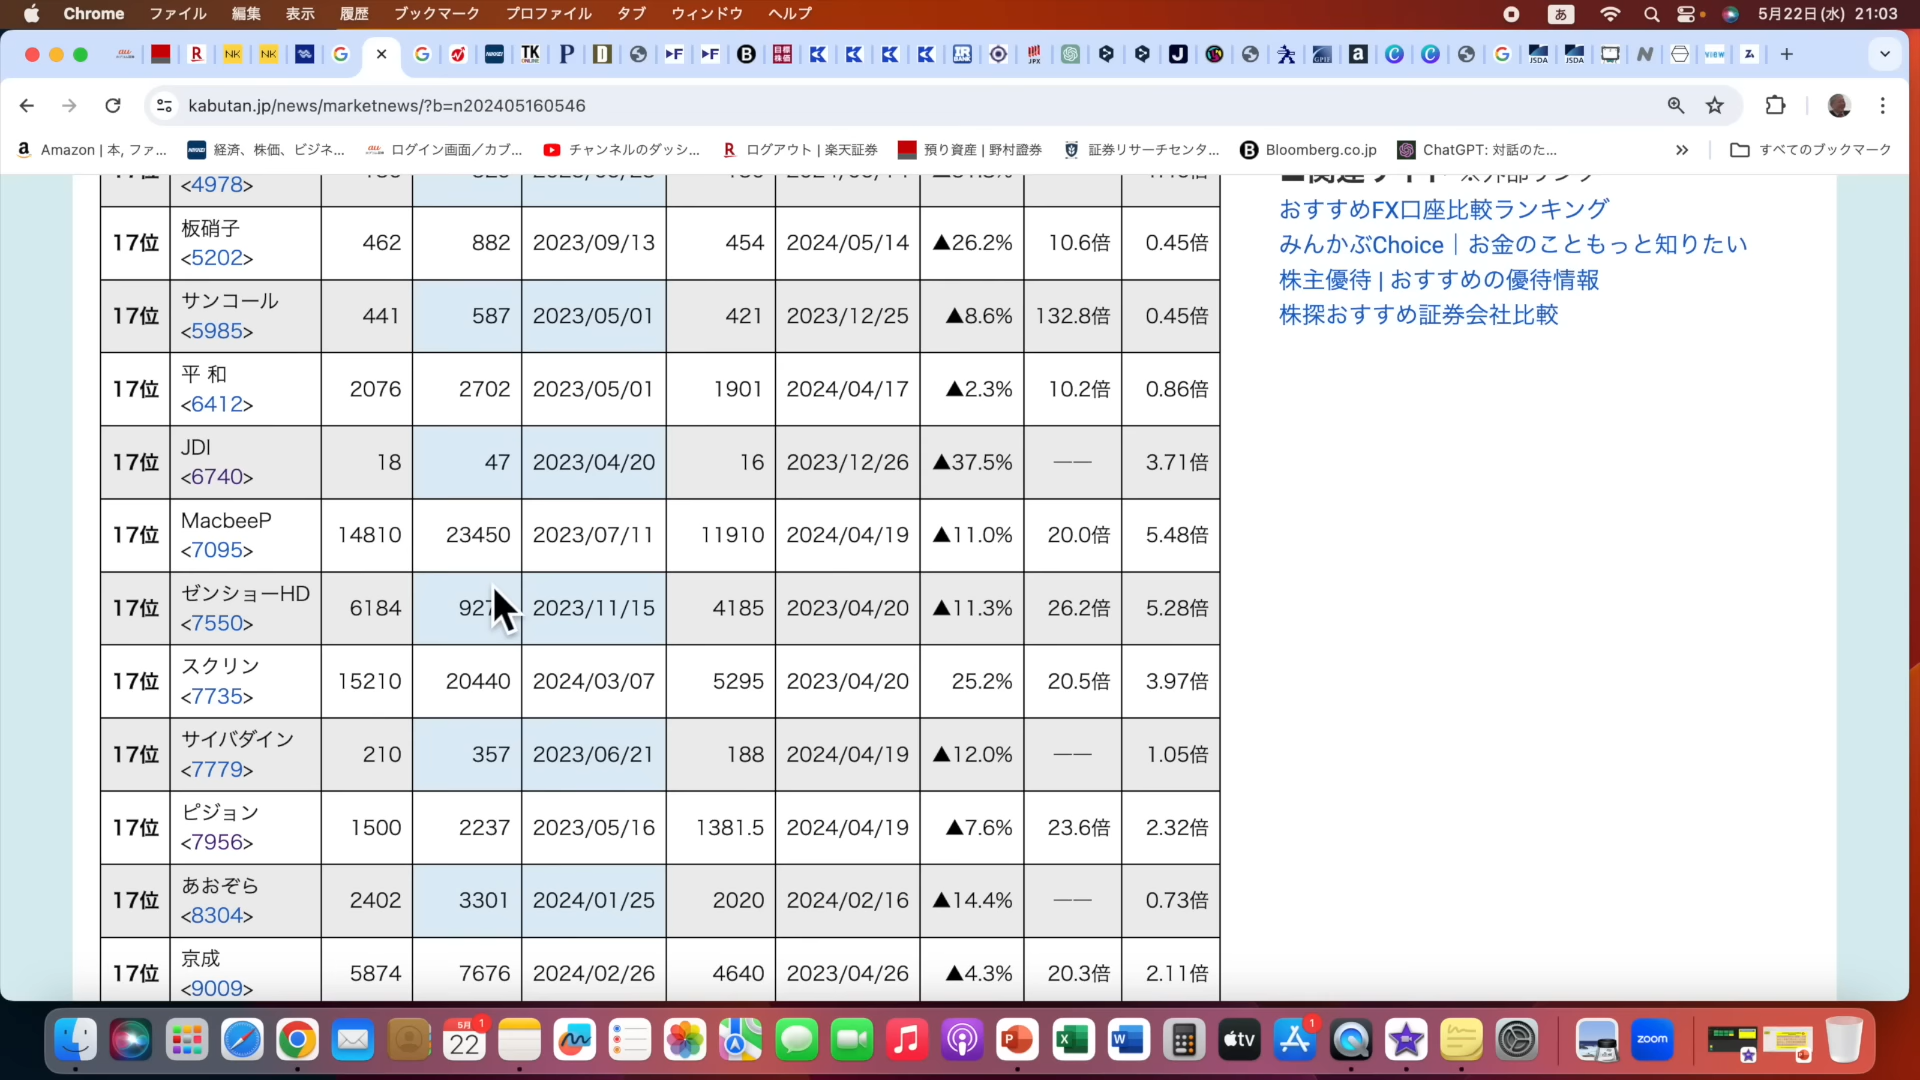 Chrome ファイル 編集 表示 履歴 ブックマーク プロファイル タブ ウィンドウ ヘルプ あ 5月22日(水) 21:03
kabutan.jp/news/marketnews/?b=n202405160546
Amazon | 本, ファ... 経済、株価、ビジネ... ログイン画面／カブ... チャンネルのダッシ... ログアウト | 楽天証券 預り資産 | 野村證券 証券リサーチセンタ... Bloomberg.co.jp ChatGPT: 対話のた... » すべてのブックマーク
<4978>
17位 板硝子 <5202> 462 882 2023/09/13 454 2024/05/14 ▲26.2% 10.6倍 0.45倍
17位 サンコール <5985> 441 587 2023/05/01 421 2023/12/25 ▲8.6% 132.8倍 0.45倍
17位 平 和 <6412> 2076 2702 2023/05/01 1901 2024/04/17 ▲2.3% 10.2倍 0.86倍
17位 JDI <6740> 18 47 2023/04/20 16 2023/12/26 ▲37.5% ―― 3.71倍
17位 MacbeeP <7095> 14810 23450 2023/07/11 11910 2024/04/19 ▲11.0% 20.0倍 5.48倍
17位 ゼンショーHD <7550> 6184 2023/11/15 4185 2023/04/20 ▲11.3% 26.2倍 5.28倍
17位 スクリン <7735> 15210 20440 2024/03/07 5295 2023/04/20 25.2% 20.5倍 3.97倍
17位 サイバダイン <7779> 210 357 2023/06/21 188 2024/04/19 ▲12.0% ―― 1.05倍
17位 ピジョン <7956> 1500 2237 2023/05/16 1381.5 2024/04/19 ▲7.6% 23.6倍 2.32倍
17位 あおぞら <8304> 2402 3301 2024/01/25 2020 2024/02/16 ▲14.4% ―― 0.73倍
17位 京成 <9009> 5874 7676 2024/02/26 4640 2023/04/26 ▲4.3% 20.3倍 2.11倍
おすすめFX口座比較ランキング
みんかぶChoice｜お金のこともっと知りたい
株主優待 | おすすめの優待情報
株探おすすめ証券会社比較
5月 22 1 tv 1 zoom